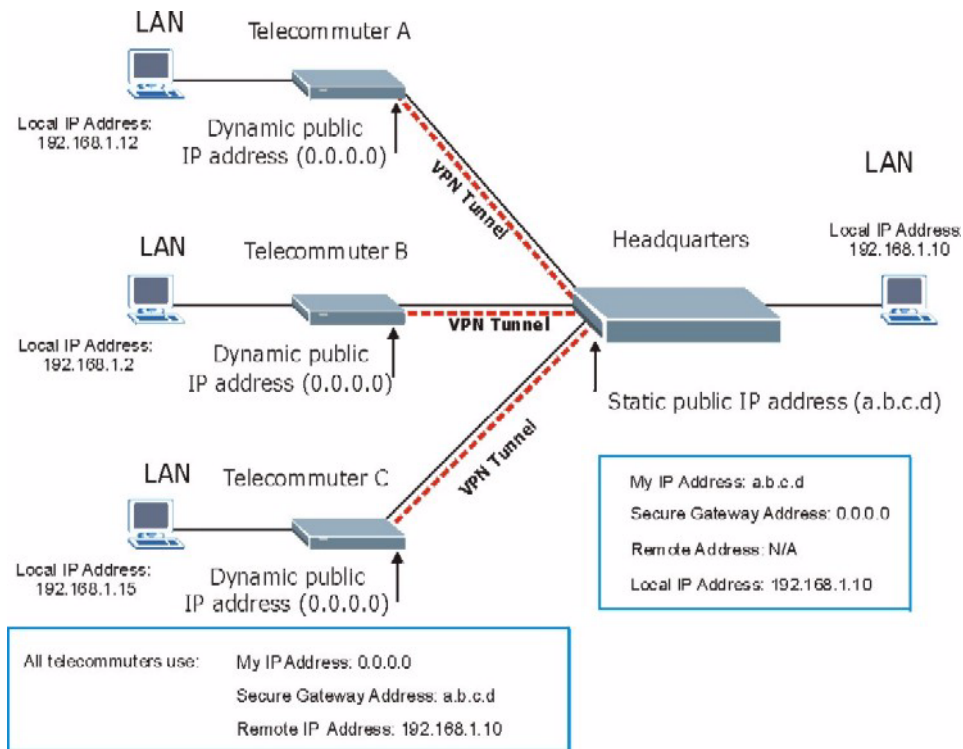 LAN
Telecommuter A
Local IP Address:
192.168.1.12
Dynamic public
IP address (0.0.0.0)
VPN Tunnel
LAN
Telecommuter B
Local IP Address:
192.168.1.2
Dynamic public
IP address (0.0.0.0)
VPN Tunnel
Headquarters
LAN
Local IP Address:
192.168.1.10
Static public IP address (a.b.c.d)
LAN
Telecommuter C
Local IP Address:
192.168.1.15
Dynamic public
IP address (0.0.0.0)
VPN Tunnel
My IP Address: a.b.c.d
Secure Gateway Address: 0.0.0.0
Remote Address: N/A
Local IP Address: 192.168.1.10
All telecommuters use: My IP Address: 0.0.0.0
Secure Gateway Address: a.b.c.d
Remote IP Address: 192.168.1.10